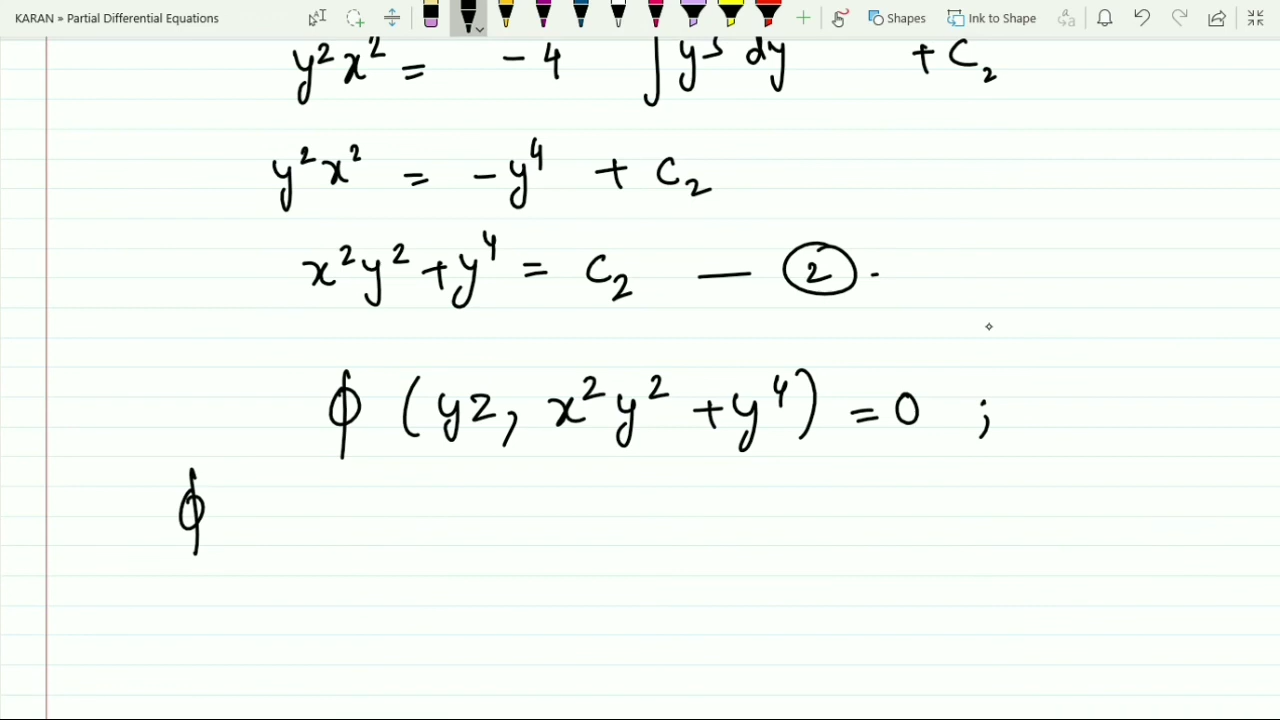 KARAN » Partial Differential Equations
Shapes
Ink to Shape
y²x² = - 4 ∫ y³ dy + C₂
y²x² = -y⁴ + C₂
x²y² + y⁴ = C₂ — ② .
ϕ (yz, x²y² + y⁴) = 0 ;
ϕ